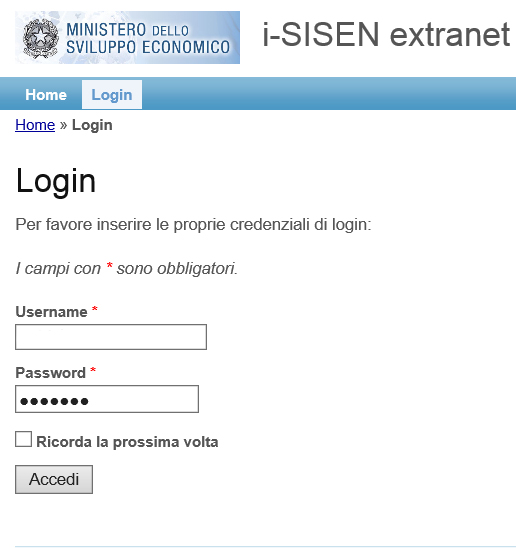 MINISTERO DELLO
SVILUPPO ECONOMICO
i-SISEN extranet
Home Login
Home » Login
Login
Per favore inserire le proprie credenziali di login:
I campi con * sono obbligatori.
Username *
Password *
●●●●●●●
Ricorda la prossima volta
Accedi